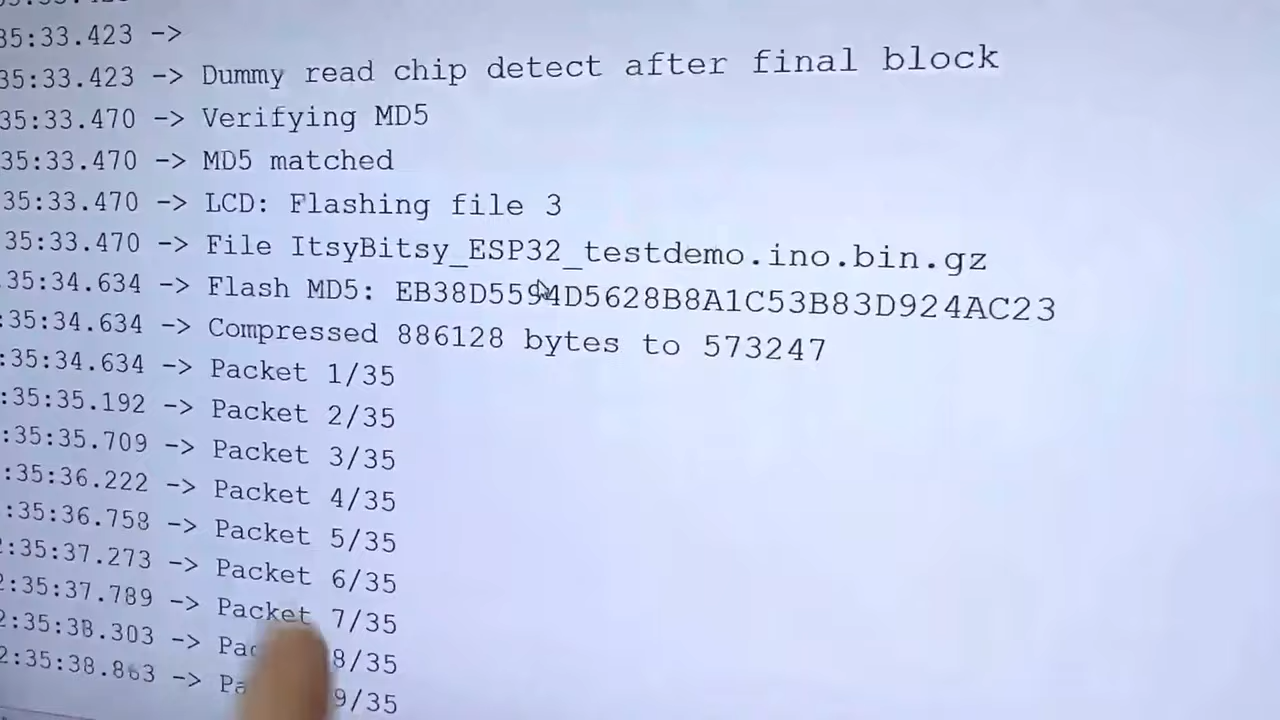 35:33.423 ->
35:33.423 -> Dummy read chip detect after final block
35:33.470 -> Verifying MD5
35:33.470 -> MD5 matched
35:33.470 -> LCD: Flashing file 3
35:33.470 -> File ItsyBitsy_ESP32_testdemo.ino.bin.gz
:35:34.634 -> Flash MD5: EB38D5594D5628B8A1C53B83D924AC23
:35:34.634 -> Compressed 886128 bytes to 573247
:35:34.634 -> Packet 1/35
:35:35.192 -> Packet 2/35
:35:35.709 -> Packet 3/35
:35:36.222 -> Packet 4/35
:35:36.758 -> Packet 5/35
2:35:37.273 -> Packet 6/35
2:35:37.789 -> Packet 7/35
2:35:38.303 -> 8/35
2:35:38.863 -> 9/35